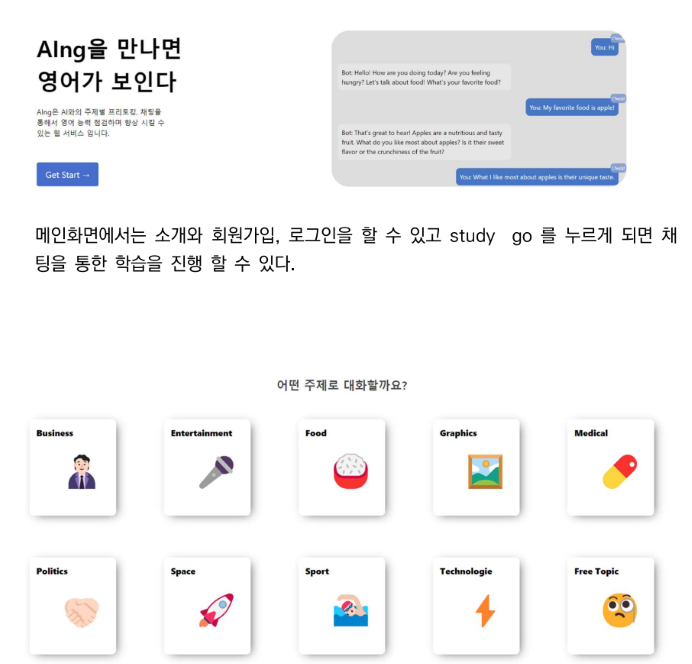 AIng을 만나면
영어가 보인다
AIng은 AI와의 주제별 프리토킹, 채팅을
통해서 영어 능력 점검하며 향상 시킬 수
있는 웹 서비스 입니다.
Get Start →
You: Hi
Bot: Hello! How are you doing today? Are you feeling
hungry? Let's talk about food! What's your favorite food?
You: My favorite food is apple!
Bot: That's great to hear! Apples are a nutritious and tasty
fruit. What do you like most about apples? Is it their sweet
flavor or the crunchiness of the fruit?
You: What I like most about apples is their unique taste.
메인화면에서는 소개와 회원가입, 로그인을 할 수 있고 study go 를 누르게 되면 채
팅을 통한 학습을 진행 할 수 있다.
어떤 주제로 대화할까요?
Business
Entertainment
Food
Graphics
Medical
Politics
Space
Sport
Technologie
Free Topic